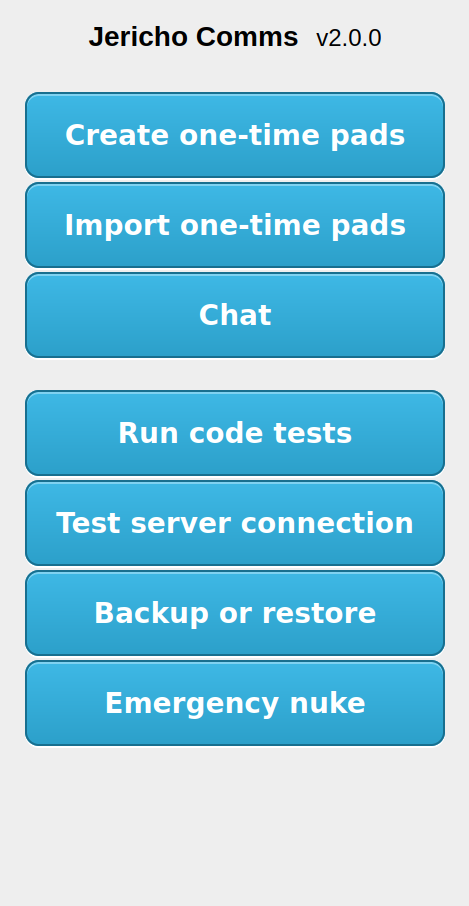 Jericho Comms v2.0.0
Create one-time pads
Import one-time pads
Chat
Run code tests
Test server connection
Backup or restore
Emergency nuke